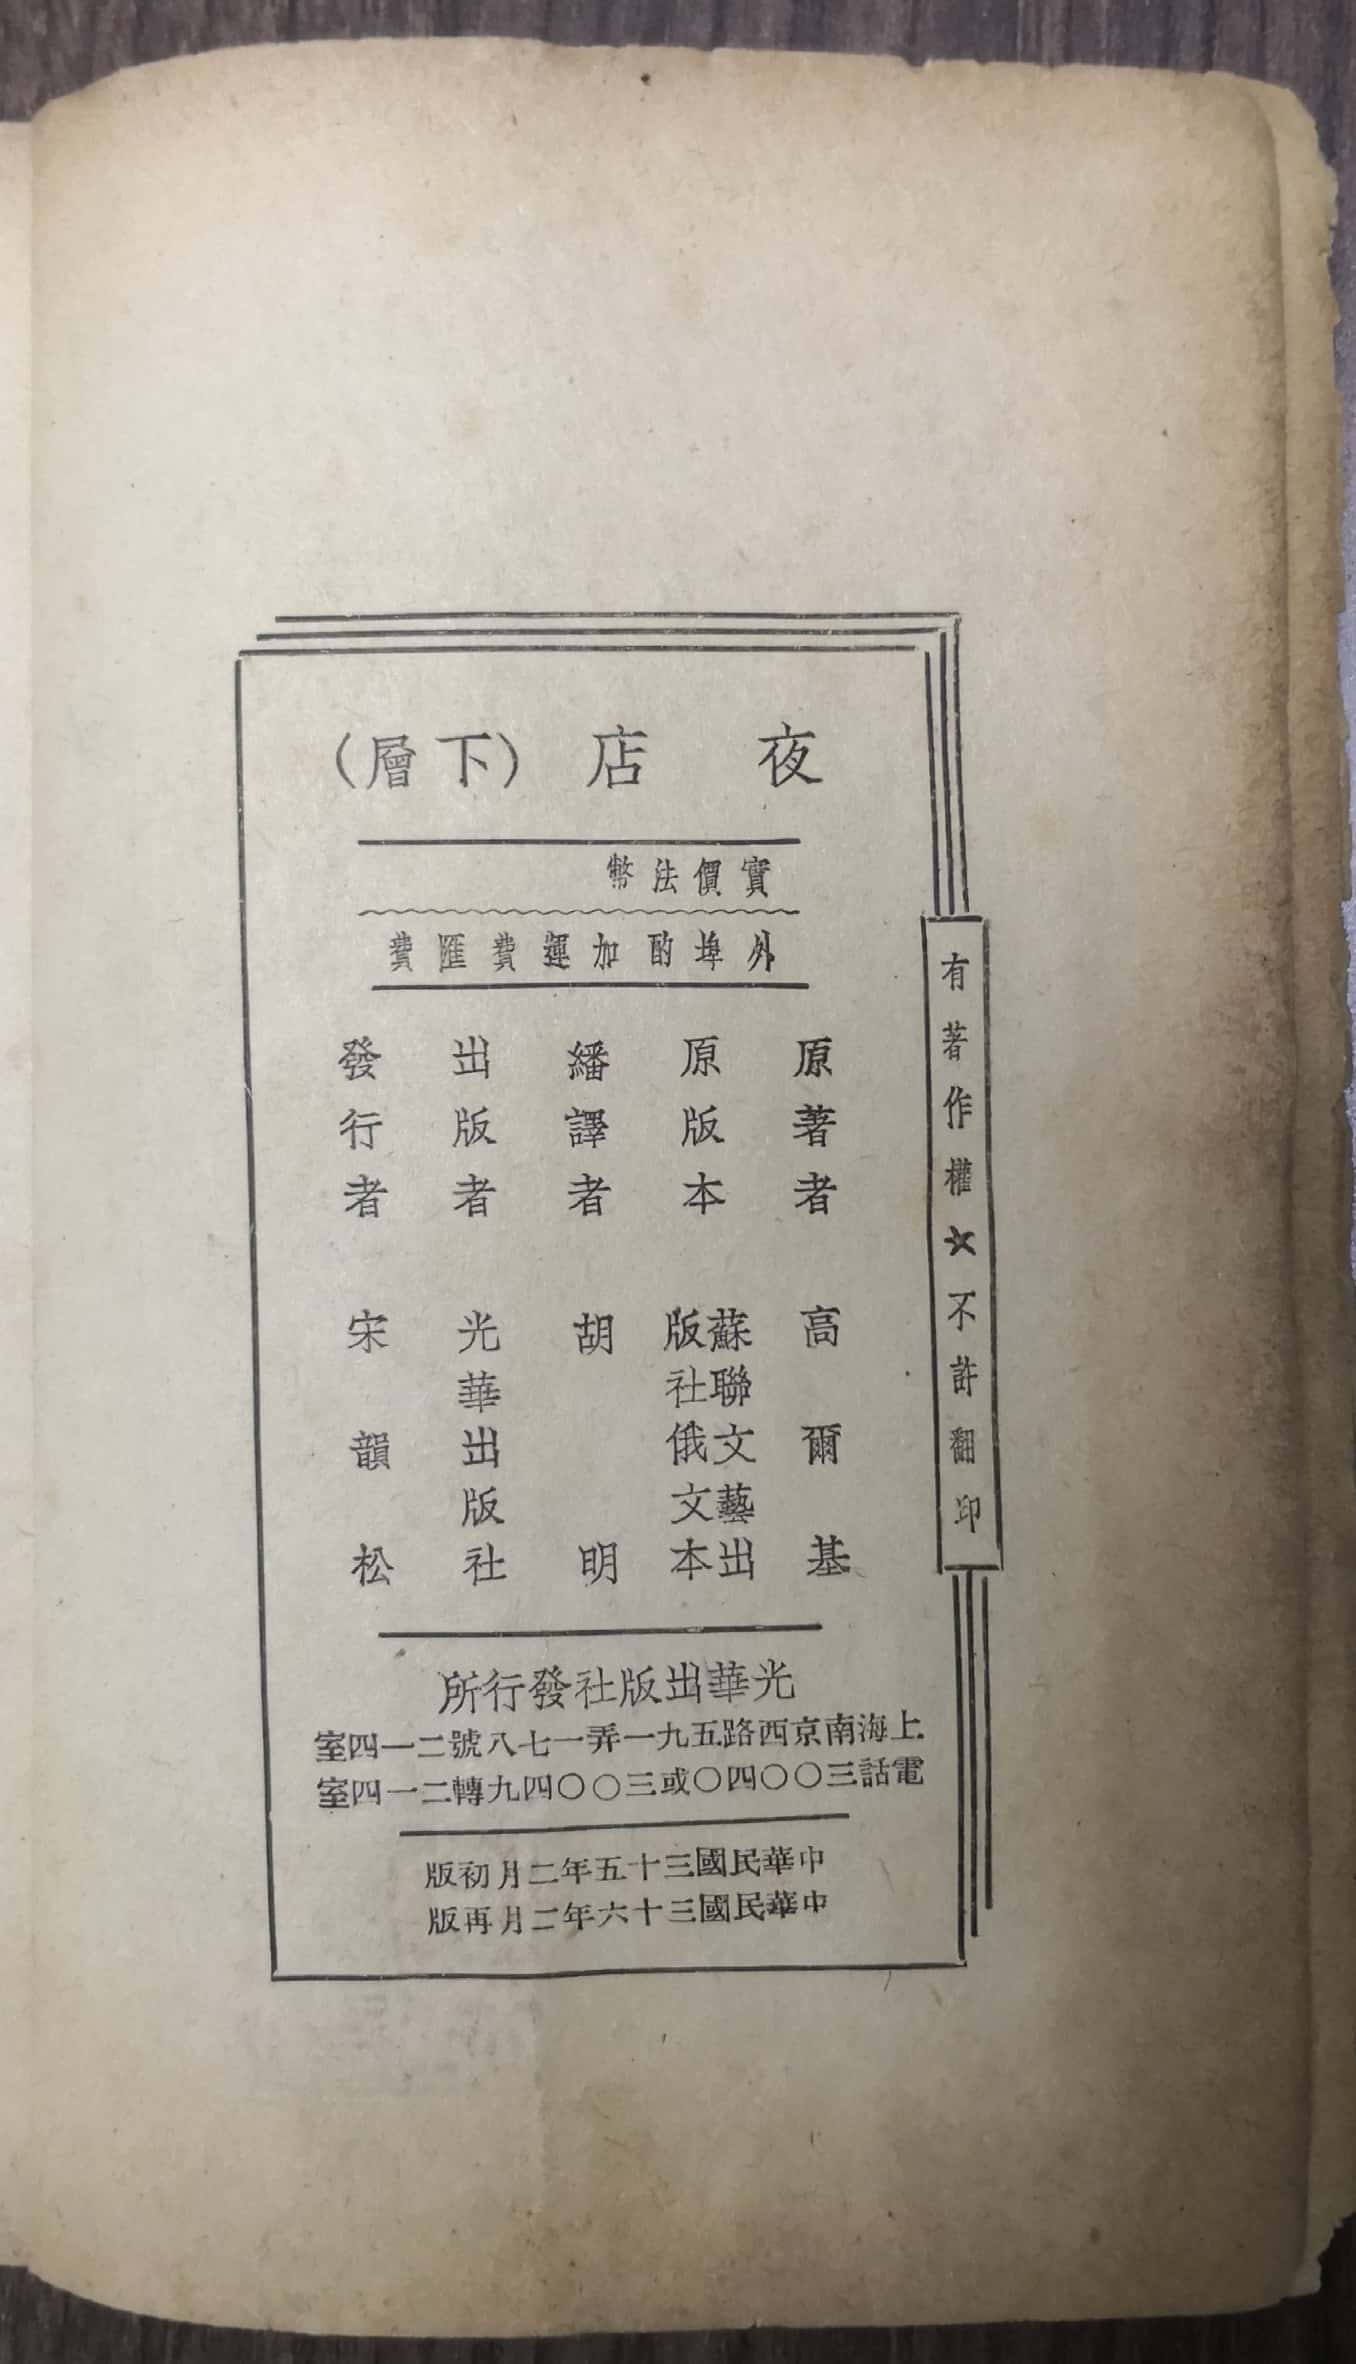 夜店（下層）
實價法幣
外埠酌加運費匯費
有著作權★不許翻印
原著者 高爾基
原版本 蘇聯文藝出版社俄文本
繙譯者 胡明
出版者 光華出版社
發行者 宋韻松
光華出版社發行所
上海南京西路五九一弄一七八號二一四室
電話三〇〇四〇或三〇〇四九轉二一四室
中華民國三十五年二月初版
中華民國三十六年二月再版